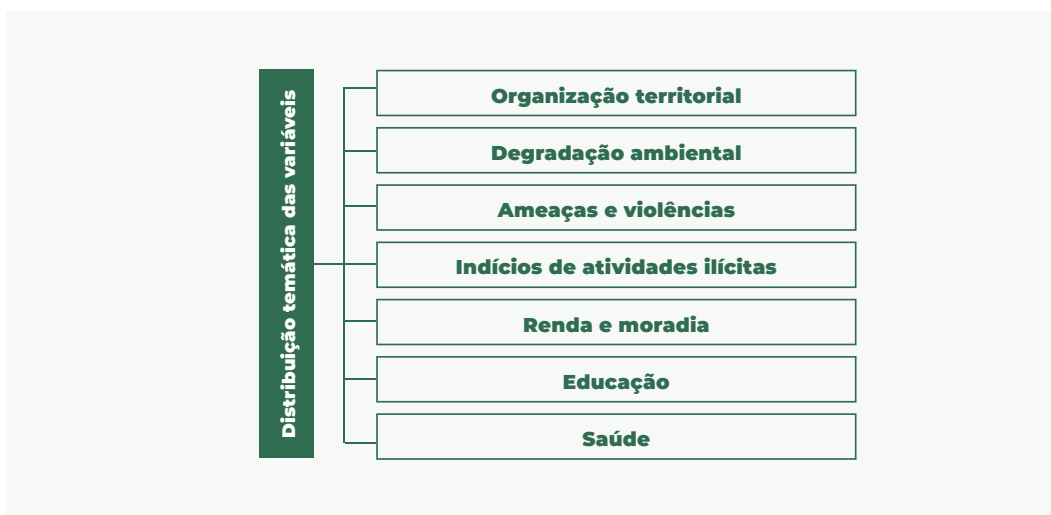 Distribuição temática das variáveis
Organização territorial
Degradação ambiental
Ameaças e violências
Indícios de atividades ilícitas
Renda e moradia
Educação
Saúde